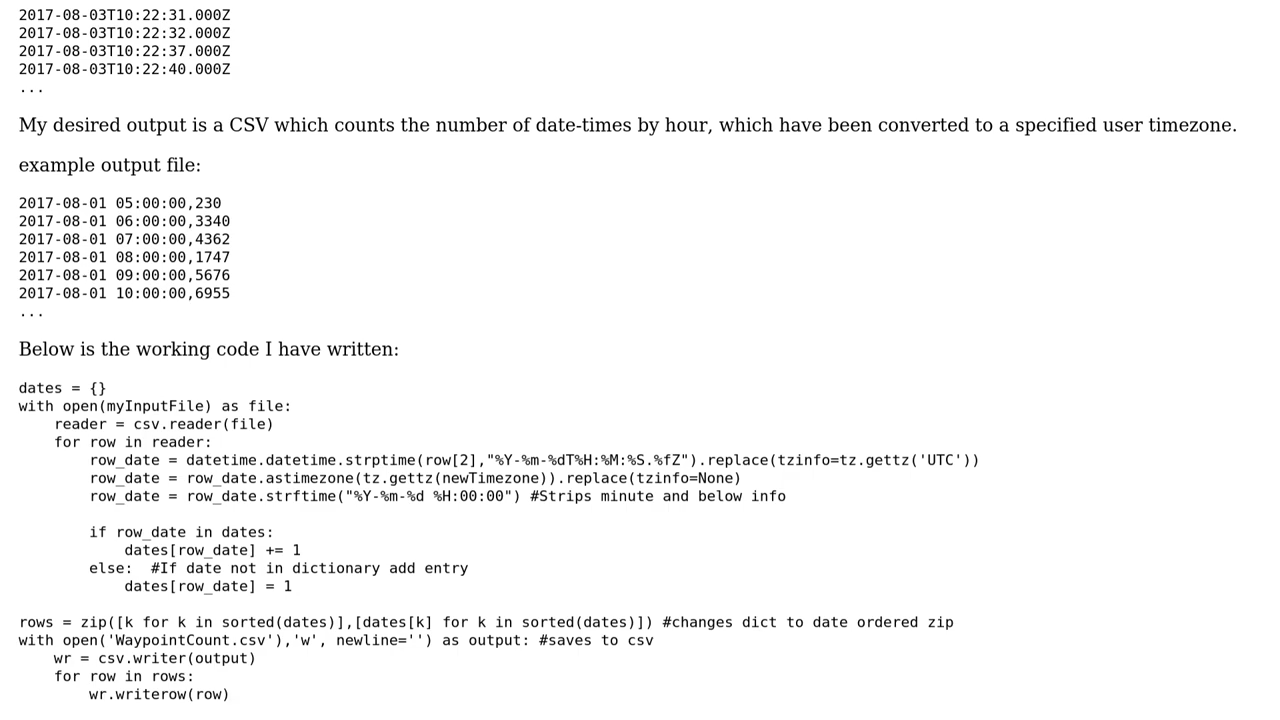 2017-08-03T10:22:31.000Z
2017-08-03T10:22:32.000Z
2017-08-03T10:22:37.000Z
2017-08-03T10:22:40.000Z
...
My desired output is a CSV which counts the number of date-times by hour, which have been converted to a specified user timezone.
example output file:
2017-08-01 05:00:00,230
2017-08-01 06:00:00,3340
2017-08-01 07:00:00,4362
2017-08-01 08:00:00,1747
2017-08-01 09:00:00,5676
2017-08-01 10:00:00,6955
...
Below is the working code I have written:
dates = {}
with open(myInputFile) as file:
    reader = csv.reader(file)
    for row in reader:
        row_date = datetime.datetime.strptime(row[2],"%Y-%m-%dT%H:%M:%S.%fZ").replace(tzinfo=tz.gettz('UTC'))
        row_date = row_date.astimezone(tz.gettz(newTimezone)).replace(tzinfo=None)
        row_date = row_date.strftime("%Y-%m-%d %H:00:00") #Strips minute and below info
        if row_date in dates:
            dates[row_date] += 1
        else:  #If date not in dictionary add entry
            dates[row_date] = 1
rows = zip([k for k in sorted(dates)],[dates[k] for k in sorted(dates)]) #changes dict to date ordered zip
with open('WaypointCount.csv'),'w', newline='') as output: #saves to csv
    wr = csv.writer(output)
    for row in rows:
        wr.writerow(row)